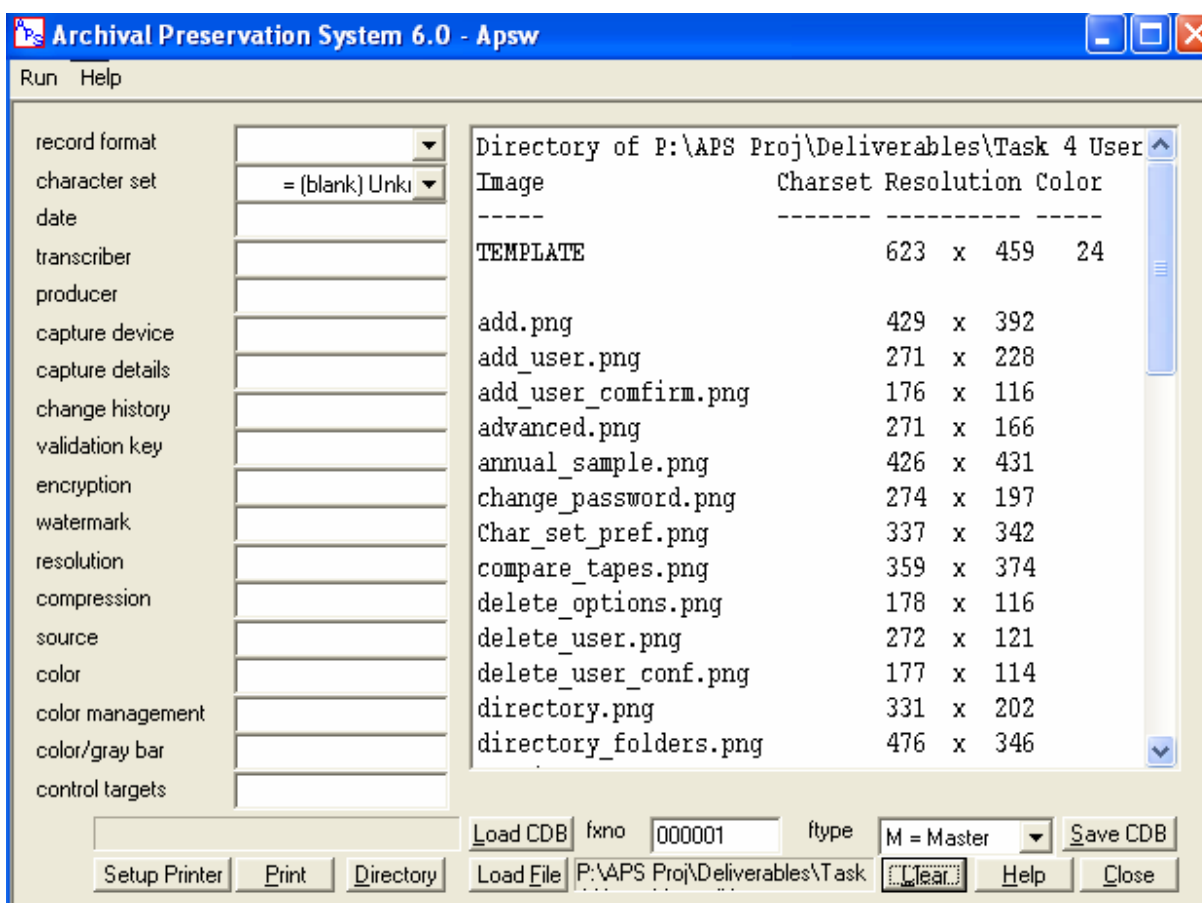 Archival Preservation System 6.0 - Apsw
Run Help
record format
character set = (blank) Unkı
date
transcriber
producer
capture device
capture details
change history
validation key
encryption
watermark
resolution
compression
source
color
color management
color/gray bar
control targets
Directory of P:\APS Proj\Deliverables\Task 4 User
Image Charset Resolution Color
----- ------- ---------- -----
TEMPLATE 623 x 459 24
add.png 429 x 392
add_user.png 271 x 228
add_user_comfirm.png 176 x 116
advanced.png 271 x 166
annual_sample.png 426 x 431
change_password.png 274 x 197
Char_set_pref.png 337 x 342
compare_tapes.png 359 x 374
delete_options.png 178 x 116
delete_user.png 272 x 121
delete_user_conf.png 177 x 114
directory.png 331 x 202
directory_folders.png 476 x 346
Load CDB fxno 000001 ftype M = Master Save CDB
Setup Printer Print Directory Load File P:\APS Proj\Deliverables\Task Clear Help Close